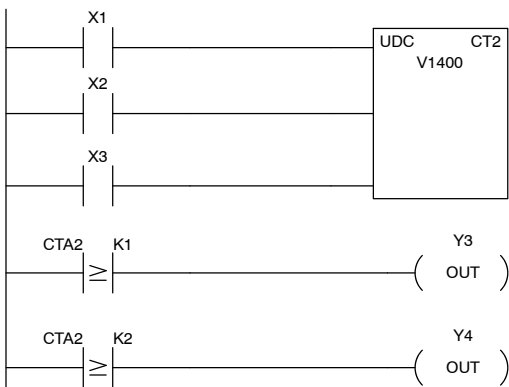 X1
UDC CT2
V1400
X2
X3
CTA2 K1 Y3
≥ OUT
CTA2 K2 Y4
≥ OUT